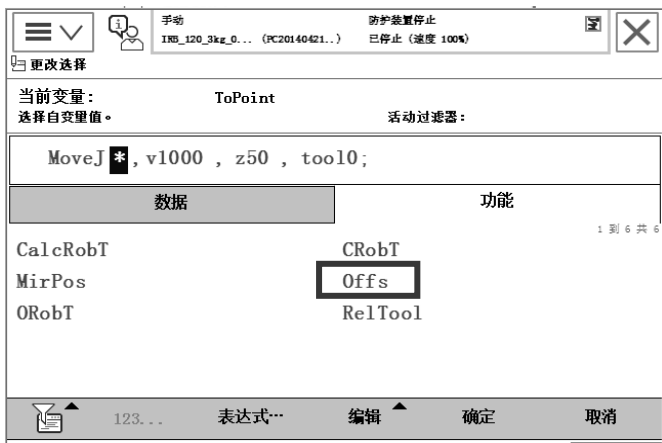 手动
防护装置停止
IRB_120_3kg_0... (PC20140421..)
已停止 (速度 100%)
更改选择
当前变量:
ToPoint
选择自变量值。
活动过滤器:
MoveJ * , v1000 , z50 , tool0;
数据
功能
1 到 6 共 6
CalcRobT
CRobT
MirPos
Offs
ORobT
RelTool
123...
表达式…
编辑
确定
取消